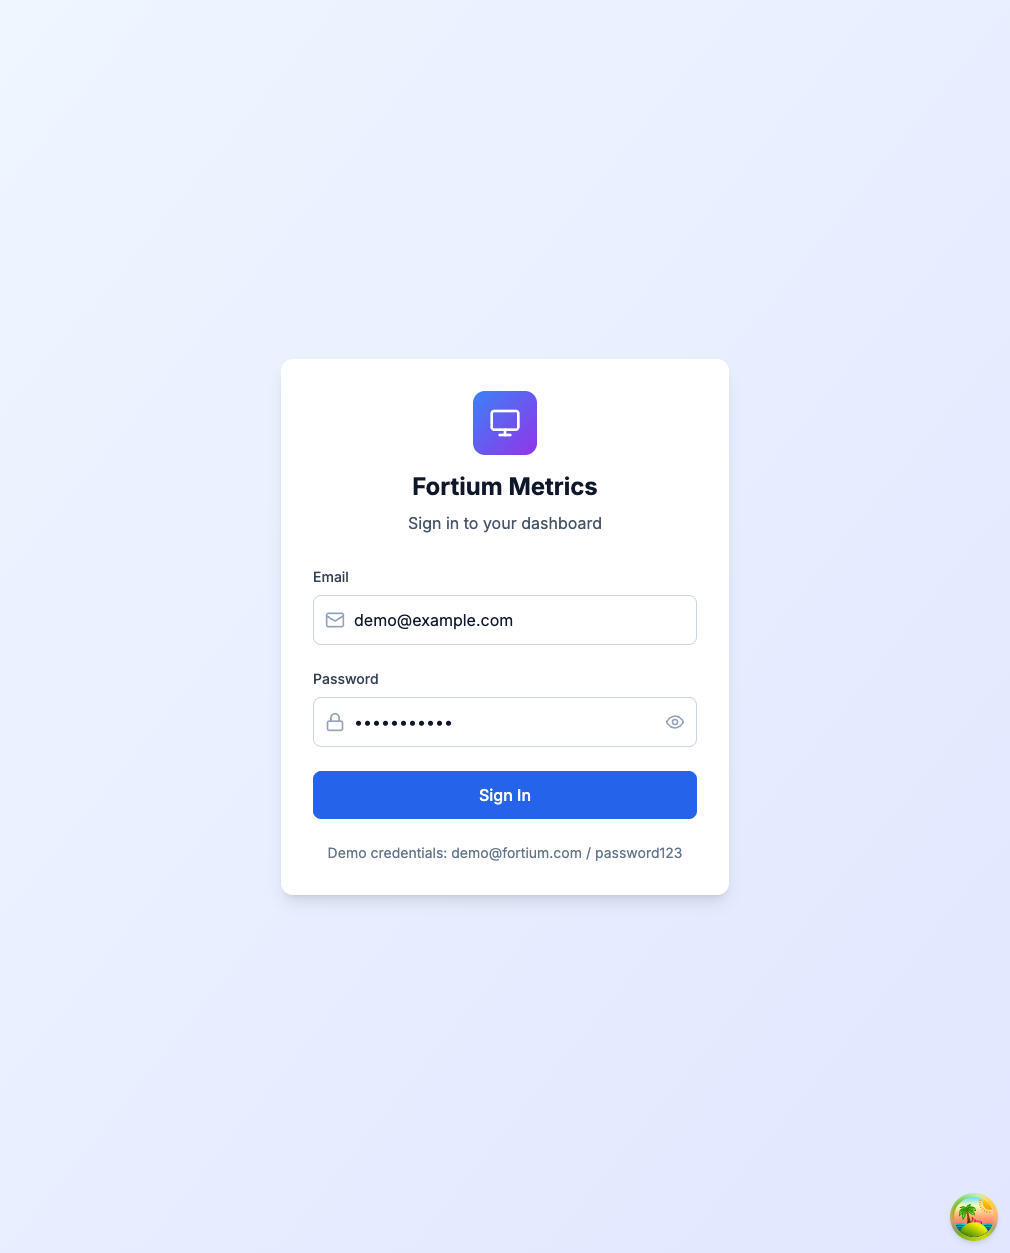 Fortium Metrics
Sign in to your dashboard
Email
demo@example.com
Password
•••••••••••
Sign In
Demo credentials: demo@fortium.com / password123